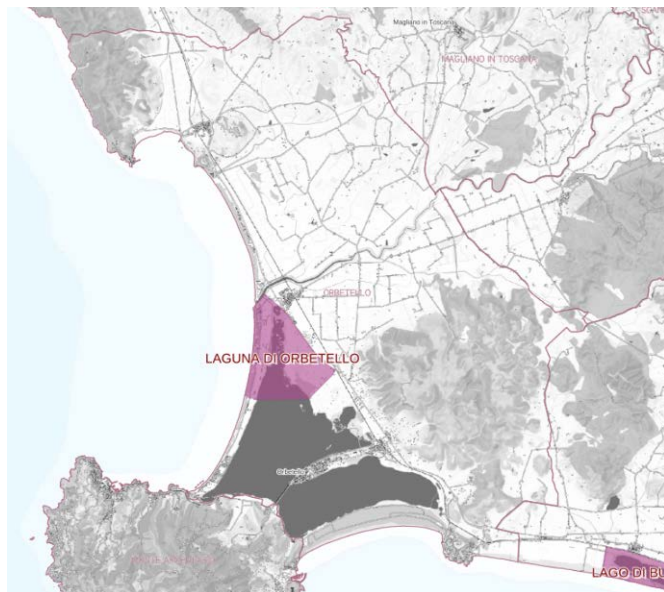 Magliano in Toscana
MAGLIANO IN TOSCANA
ORBETELLO
LAGUNA DI ORBETELLO
Orbetello
LAGO DI BU